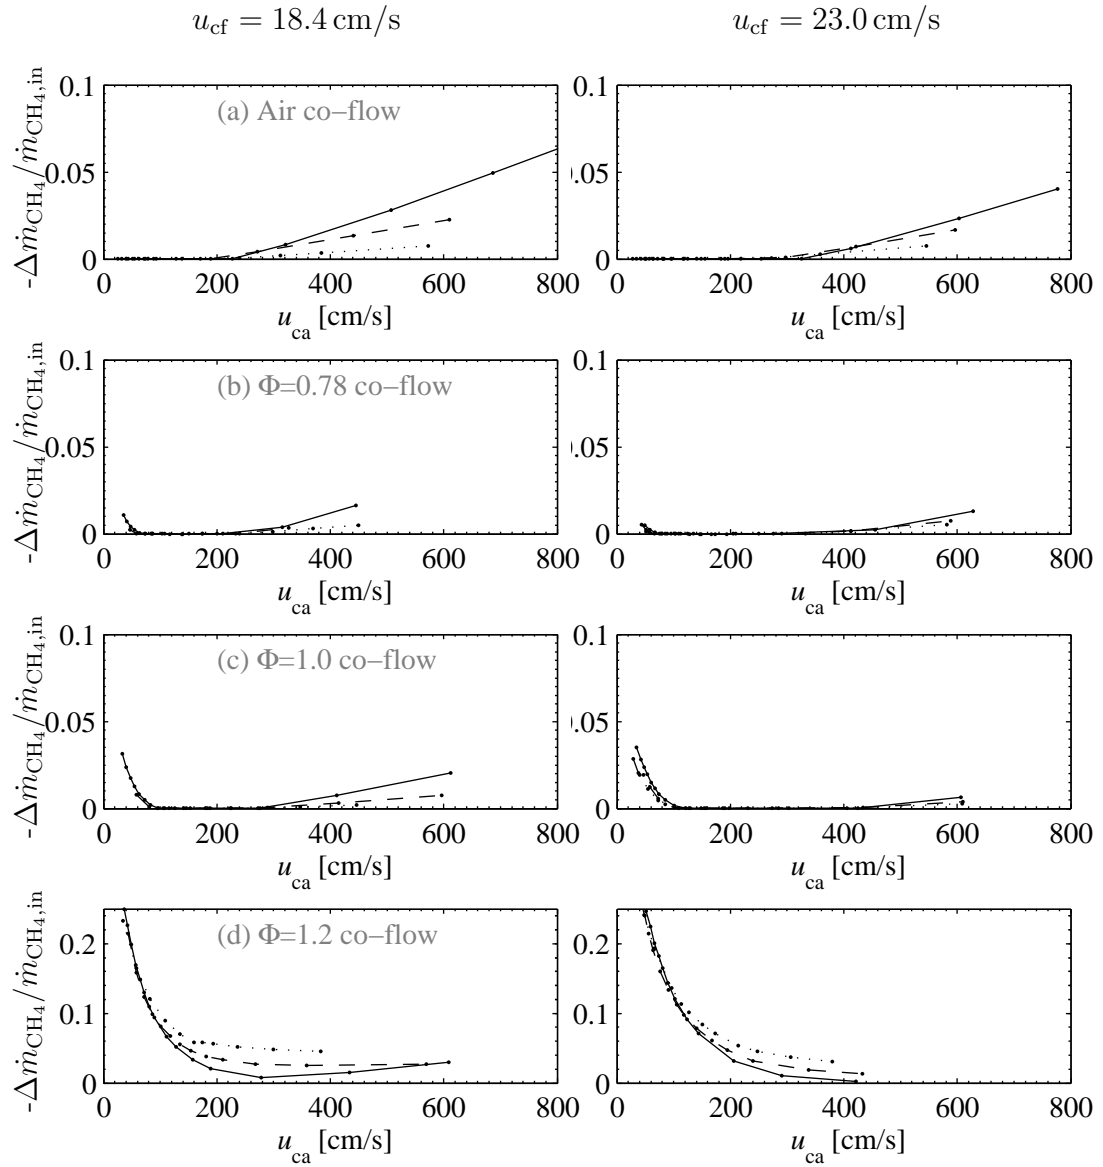 u_cf = 18.4 cm/s
u_cf = 23.0 cm/s
-Δṁ_CH₄/ṁ_CH₄,in
0.1
0.05
0
(a) Air co−flow
0 200 400 600 800
u_ca [cm/s]
0.1
0.05
0
0 200 400 600 800
u_ca [cm/s]
-Δṁ_CH₄/ṁ_CH₄,in
0.1
0.05
0
(b) Φ=0.78 co−flow
0 200 400 600 800
u_ca [cm/s]
0.1
).05
0
0 200 400 600 800
u_ca [cm/s]
-Δṁ_CH₄/ṁ_CH₄,in
0.1
0.05
0
(c) Φ=1.0 co−flow
0 200 400 600 800
u_ca [cm/s]
0.1
).05
0
0 200 400 600 800
u_ca [cm/s]
-Δṁ_CH₄/ṁ_CH₄,in
0.2
0.1
0
(d) Φ=1.2 co−flow
0 200 400 600 800
u_ca [cm/s]
0.2
0.1
0
0 200 400 600 800
u_ca [cm/s]